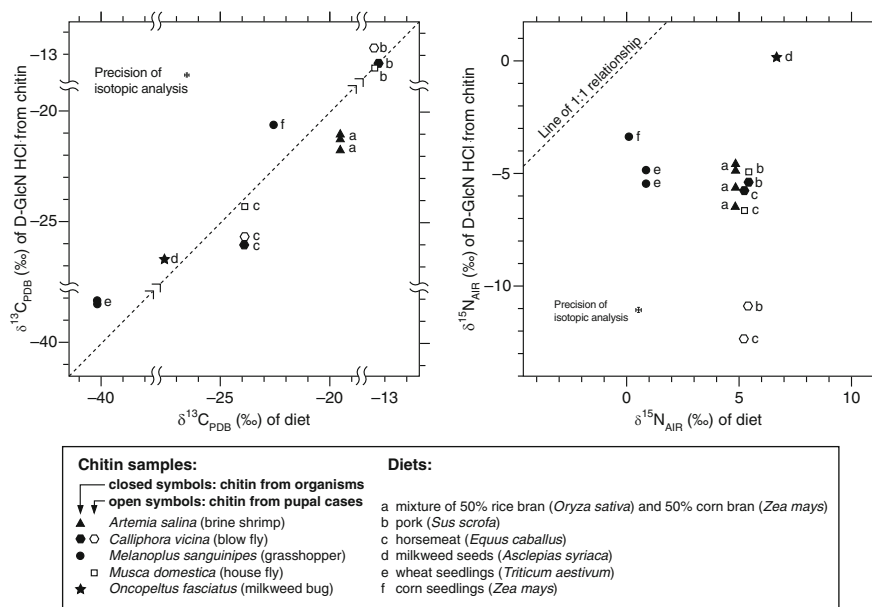 −13
−20
−25
−40
δ¹³C_PDB (‰) of D-GlcN HCl from chitin
Precision of
isotopic analysis
b
b
b
f
a
a
c
c
c
d
e
−40
−24
−20
−13
δ¹³C_PDB (‰) of diet
0
−5
−10
δ¹⁵N_AIR (‰) of D-GlcN HCl from chitin
Line of 1:1 relationship
d
f
e
e
a
a
a
b
b
c
c
b
c
Precision of
isotopic analysis
0
5
10
δ¹⁵N_AIR (‰) of diet
Chitin samples:
closed symbols: chitin from organisms
open symbols: chitin from pupal cases
Artemia salina (brine shrimp)
Calliphora vicina (blow fly)
Melanoplus sanguinipes (grasshopper)
Musca domestica (house fly)
Oncopeltus fasciatus (milkweed bug)
Diets:
a mixture of 50% rice bran (Oryza sativa) and 50% corn bran (Zea mays)
b pork (Sus scrofa)
c horsemeat (Equus caballus)
d milkweed seeds (Asclepias syriaca)
e wheat seedlings (Triticum aestivum)
f corn seedlings (Zea mays)